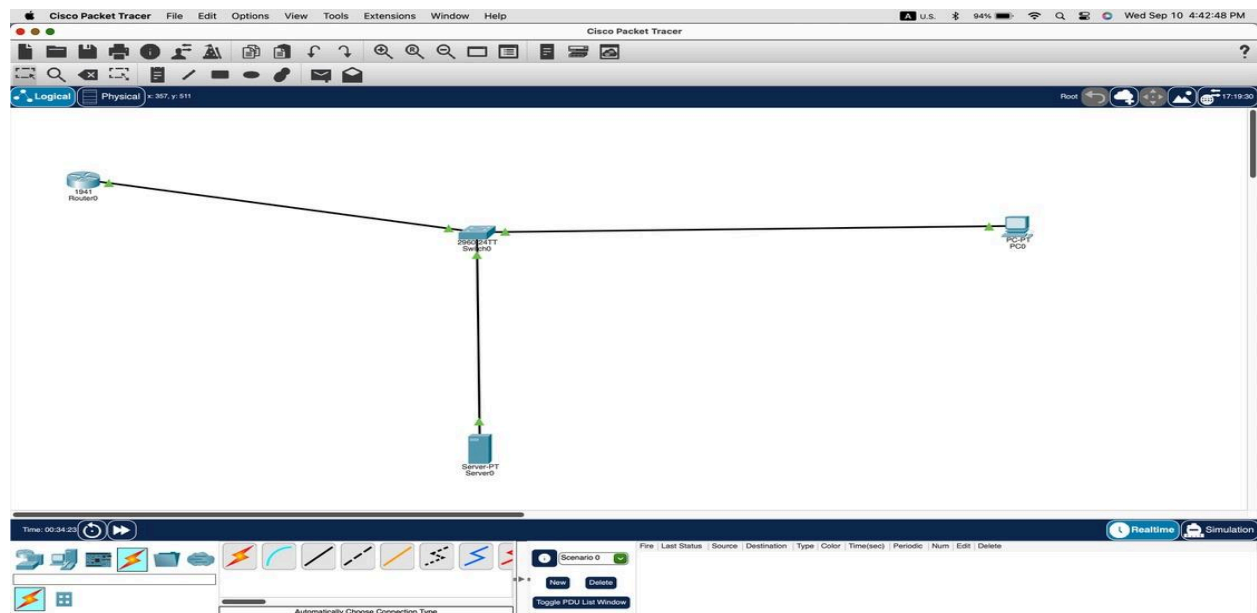 Cisco Packet Tracer File Edit Options View Tools Extensions Window Help A U.S. 94% Wed Sep 10 4:42:48 PM
Cisco Packet Tracer
?
Logical Physical x: 357, y: 511 Root 17:19:30
1941
Router0
2960-24TT
Switch0
PC-PT
PC0
Server-PT
Server0
Time: 00:34:23 Realtime Simulation
Fire Last Status Source Destination Type Color Time(sec) Periodic Num Edit Delete
Scenario 0
New Delete
Toggle PDU List Window
Automatically Choose Connection Type